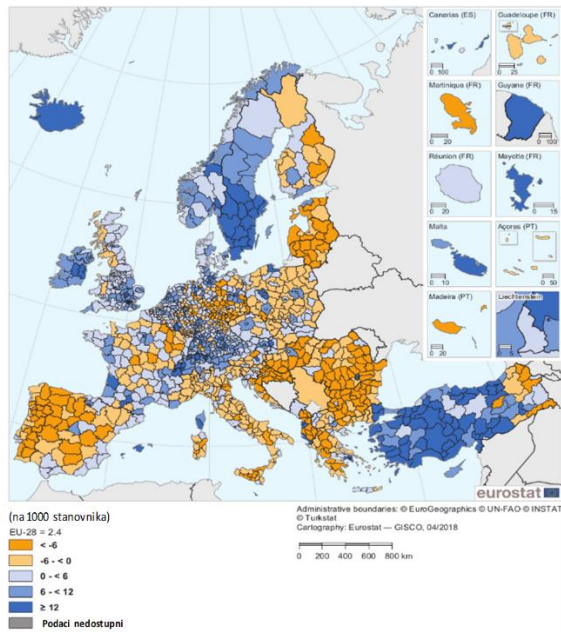 Canarias (ES)
0 100
Guadeloupe (FR)
0 25
Martinique (FR)
0 20
Guyane (FR)
0 100
Réunion (FR)
0 20
Mayotte (FR)
0 15
Malta
0 10
Açores (PT)
0 50
Madeira (PT)
0 20
Liechtenstein
eurostat
(na 1000 stanovnika)
EU-28 = 2,4
< -6
-6 - < 0
0 - < 6
6 - < 12
≥ 12
Podaci nedostupni
Administrative boundaries: © EuroGeographics © UN-FAO © INSTAT
© Turkstat
Cartography: Eurostat — GISCO, 04/2018
0 200 400 600 800 km